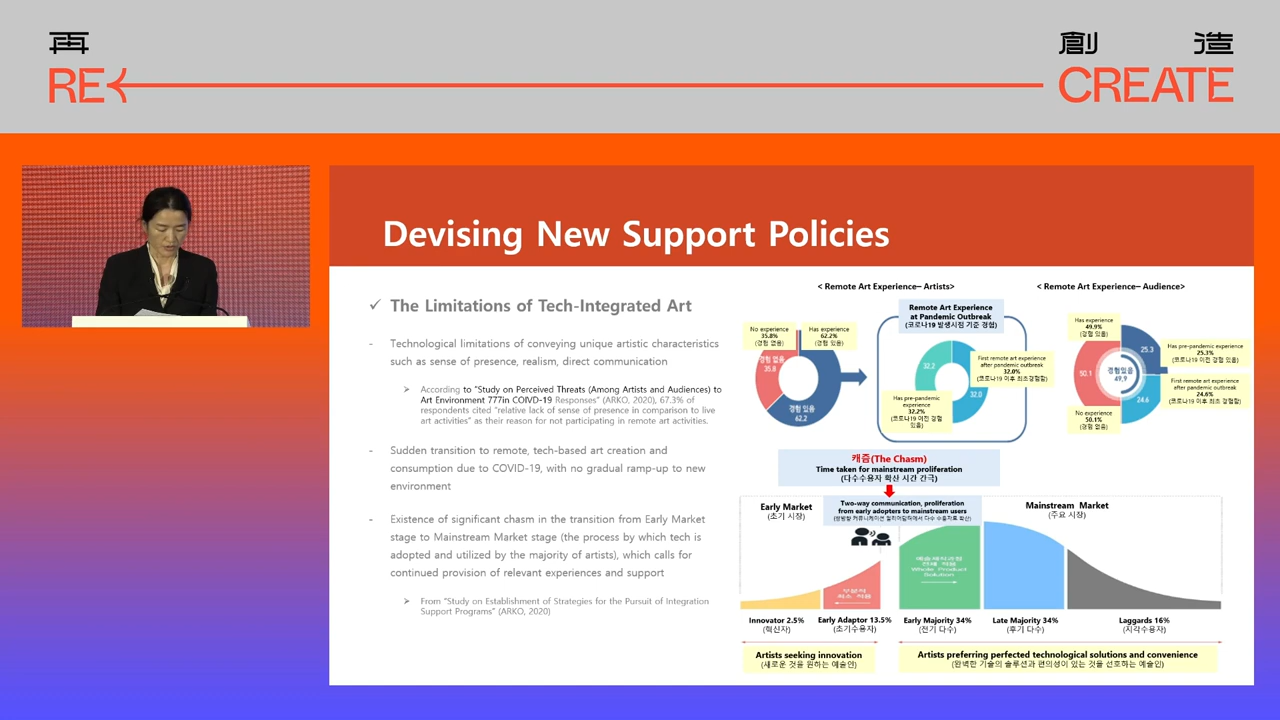 再
創 造
RE
CREATE
Devising New Support Policies
✓ The Limitations of Tech-Integrated Art
- Technological limitations of conveying unique artistic characteristics
such as sense of presence, realism, direct communication
According to "Study on Perceived Threats (Among Artists and Audiences) to
Art Environment 777in COIVD-19 Responses" (ARKO, 2020), 67.3% of
respondents cited "relative lack of sense of presence in comparison to live
art activities" as their reason for not participating in remote art activities.
- Sudden transition to remote, tech-based art creation and
consumption due to COVID-19, with no gradual ramp-up to new
environment
- Existence of significant chasm in the transition from Early Market
stage to Mainstream Market stage (the process by which tech is
adopted and utilized by the majority of artists), which calls for
continued provision of relevant experiences and support
From "Study on Establishment of Strategies for the Pursuit of Integration
Support Programs" (ARKO, 2020)
< Remote Art Experience– Artists>
No experience
35.8%
(경험 없음)
Has experience
62.2%
(경험 있음)
경험 없음
35.8
경험 있음
Remote Art Experience
at Pandemic Outbreak
(코로나19 발생시점 기준 경험)
32.2
32.0
First remote art experience
after pandemic outbreak
32.0%
(코로나19 이후 최초경험함)
Has pre-pandemic
experience
32.2%
(코로나19 이전 경험
있음)
< Remote Art Experience– Audience>
Has experience
49.9%
(경험 있음)
25.3
Has pre-pandemic experience
25.3%
(코로나19 이전 경험 있음)
50.1
경험있음
49.9
24.6
First remote art experience
after pandemic outbreak
24.6%
(코로나19 이후 최초 경험함)
No experience
50.1%
(경험 없음)
캐즘(The Chasm)
Time taken for mainstream proliferation
(다수수용자 확산 시간 간극)
Early Market
(초기 시장)
Two-way communication, proliferation
from early adopters to mainstream users
Mainstream Market
(주요 시장)
Whole Product
Solution
Innovator 2.5%
(혁신자)
Early Adaptor 13.5%
(초기수용자)
Early Majority 34%
(전기 다수)
Late Majority 34%
(후기 다수)
Laggards 16%
(지각수용자)
Artists seeking innovation
(새로운 것을 원하는 예술인)
Artists preferring perfected technological solutions and convenience
(완벽한 기술의 솔루션과 편의성이 있는 것을 선호하는 예술인)